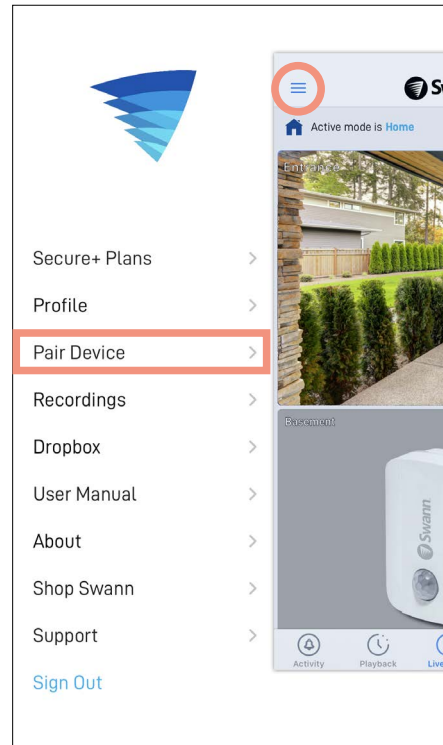 Secure+ Plans
Profile
Pair Device
Recordings
Dropbox
User Manual
About
Shop Swann
Support
Sign Out
Active mode is Home
Entrance
Basement
Swann
Activity
Playback